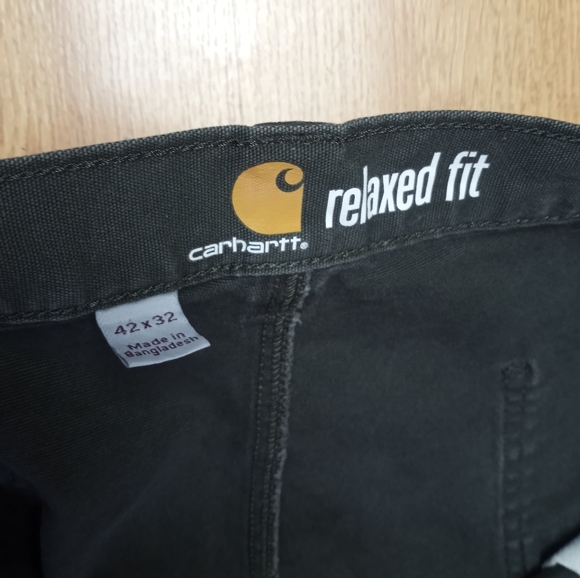 carhartt®
relaxed fit
42x32
Made in
Bangladesh